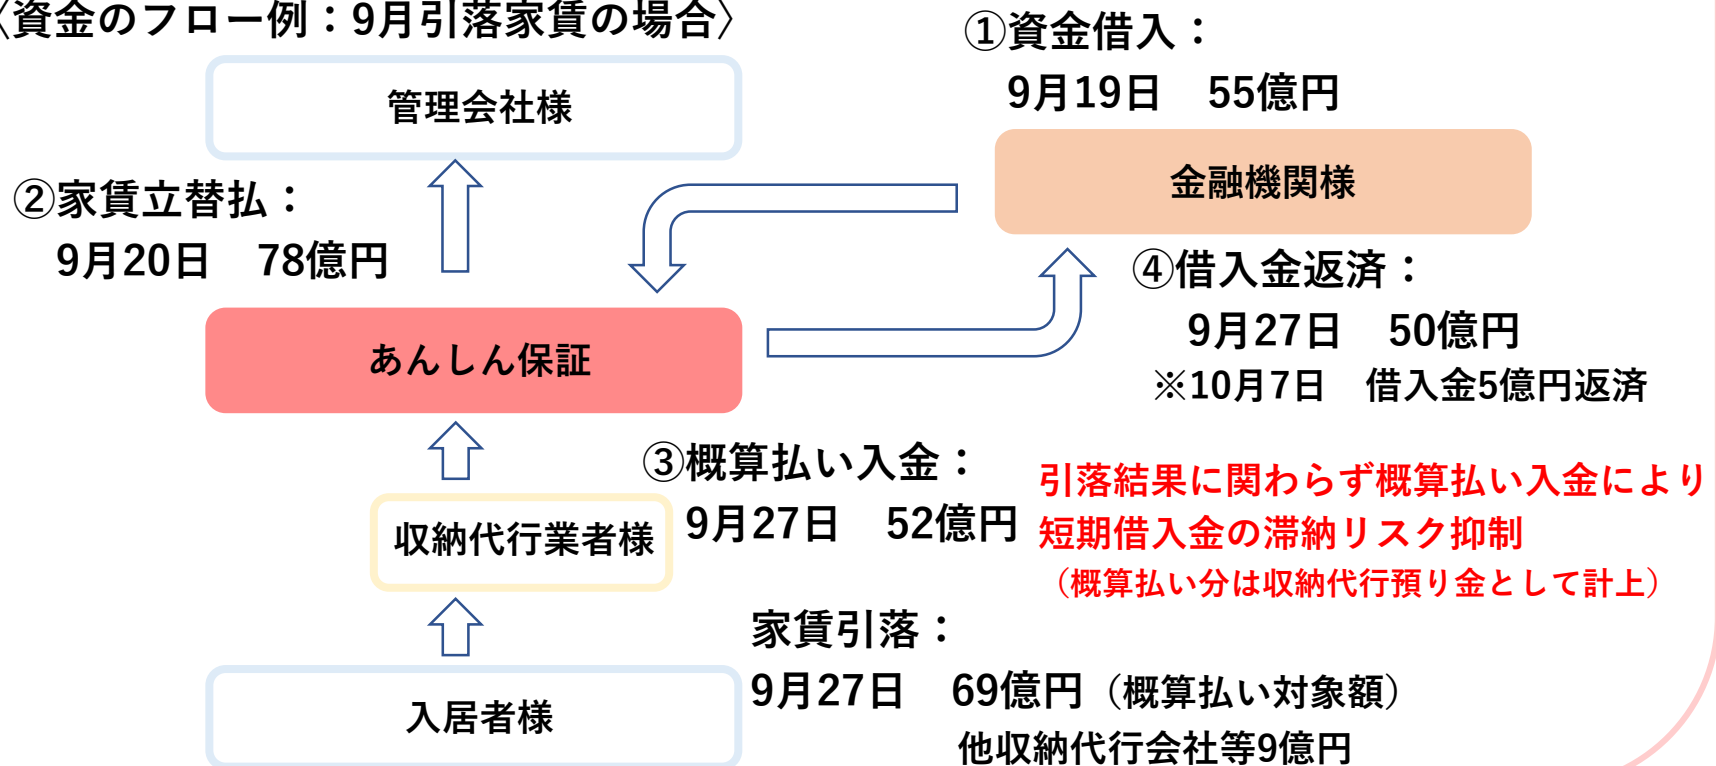 〈資金のフロー例：9月引落家賃の場合〉
管理会社様
①資金借入：
9月19日　55億円
金融機関様
②家賃立替払：
9月20日　78億円
あんしん保証
④借入金返済：
9月27日　50億円
※10月7日　借入金5億円返済
③概算払い入金：
9月27日　52億円
引落結果に関わらず概算払い入金により
短期借入金の滞納リスク抑制
（概算払い分は収納代行預り金として計上）
収納代行業者様
家賃引落：
9月27日　69億円（概算払い対象額）
他収納代行会社等9億円
入居者様